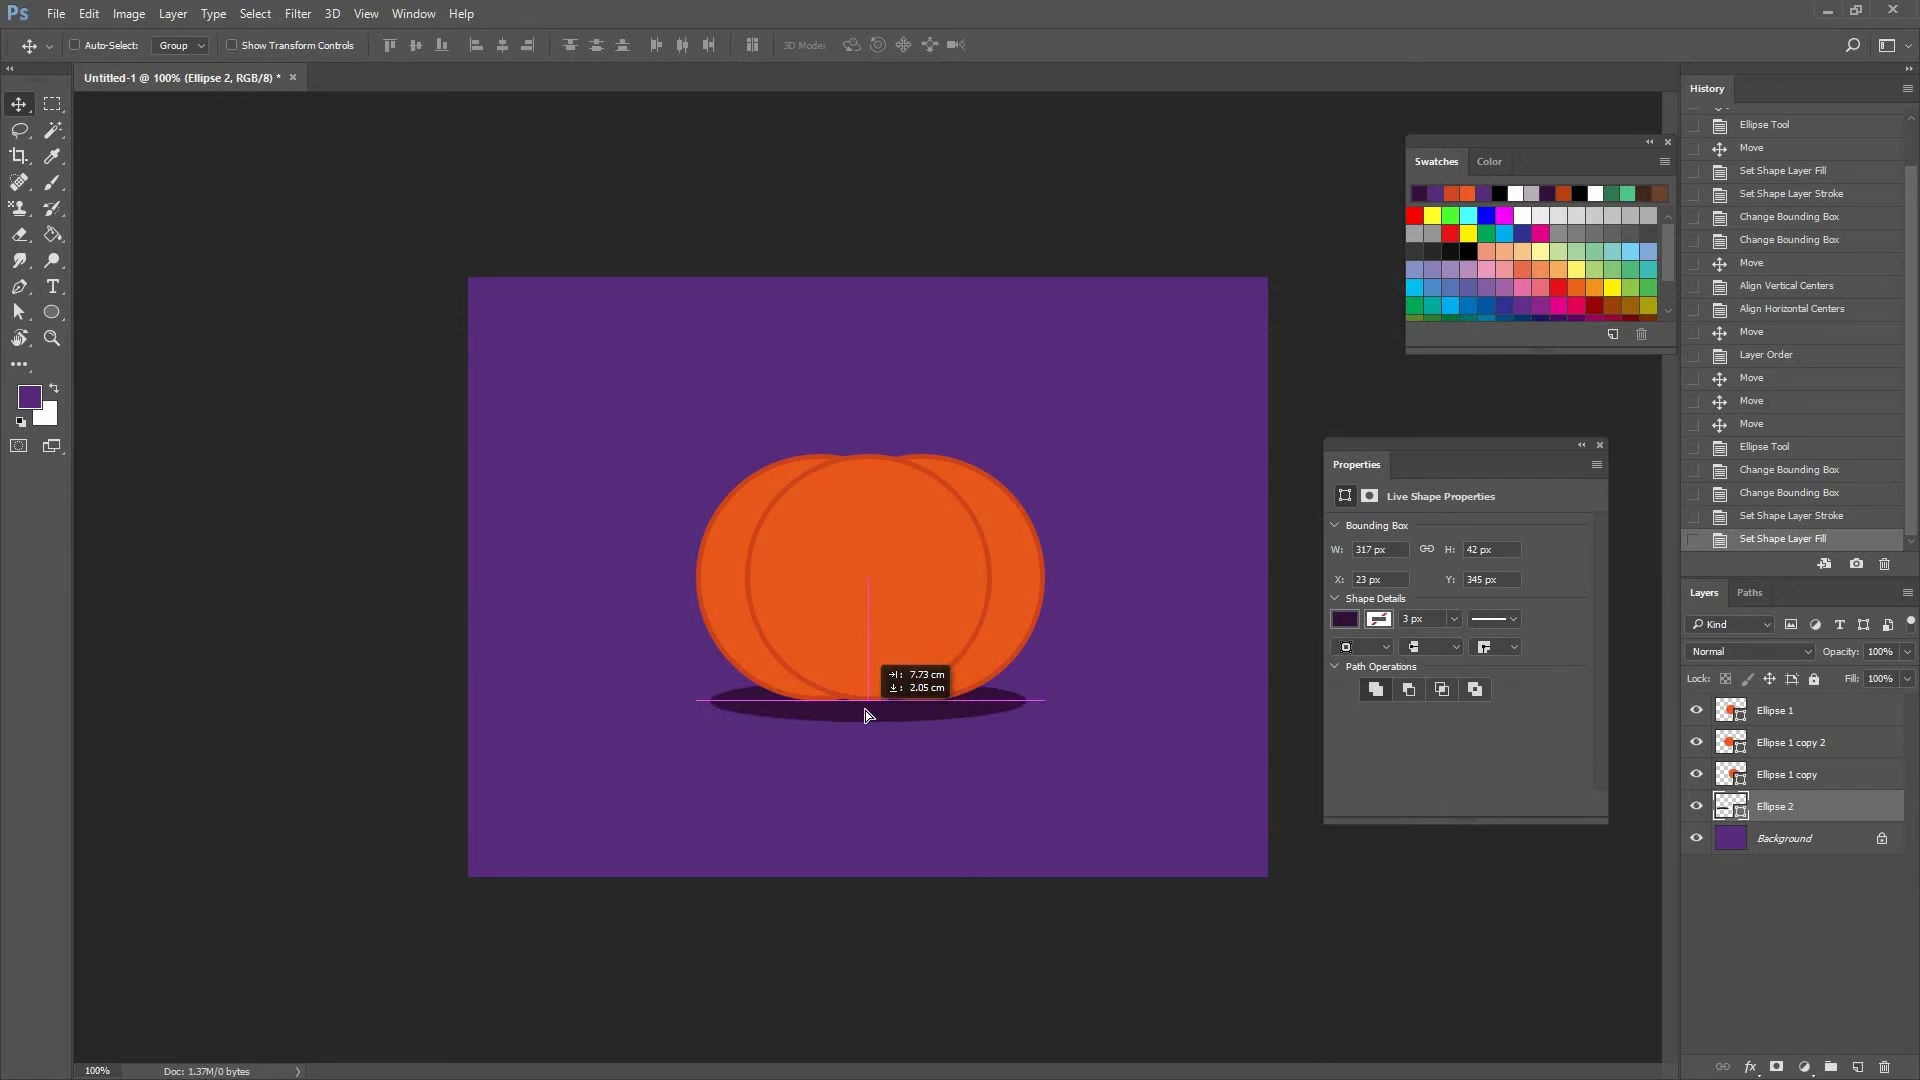 Ps File Edit Image Layer Type Select Filter 3D View Window Help
Auto-Select: Group Show Transform Controls 3D Mode:
Untitled-1 @ 100% (Ellipse 2, RGB/8) *
History
Ellipse Tool
Move
Set Shape Layer Fill
Set Shape Layer Stroke
Change Bounding Box
Change Bounding Box
Move
Align Vertical Centers
Align Horizontal Centers
Move
Layer Order
Move
Move
Move
Ellipse Tool
Change Bounding Box
Change Bounding Box
Set Shape Layer Stroke
Set Shape Layer Fill
Swatches Color
Properties
Live Shape Properties
Bounding Box
W: 317 px H: 42 px
X: 23 px Y: 345 px
Shape Details
3 px
Path Operations
7.73 cm
2.05 cm
Layers Paths
Kind
Normal Opacity: 100%
Lock: Fill: 100%
Ellipse 1
Ellipse 1 copy 2
Ellipse 1 copy
Ellipse 2
Background
fx
100% Doc: 1.37M/0 bytes